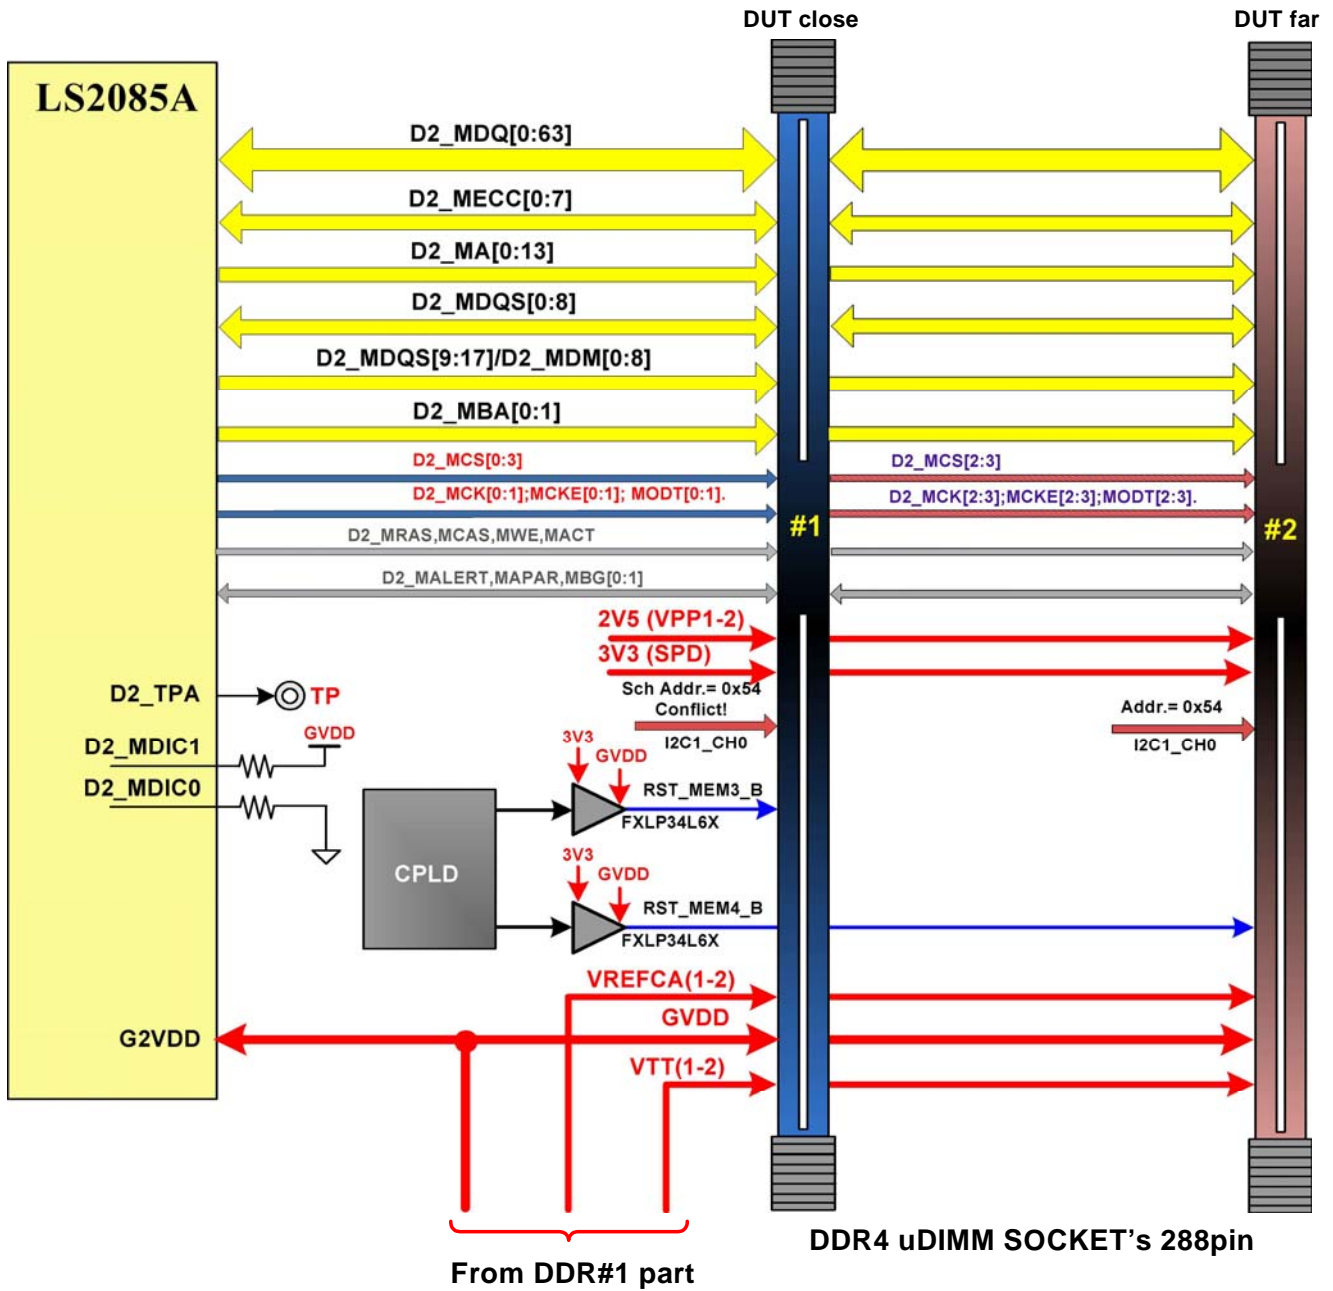 DUT close
DUT far
LS2085A
D2_MDQ[0:63]
D2_MECC[0:7]
D2_MA[0:13]
D2_MDQS[0:8]
D2_MDQS[9:17]/D2_MDM[0:8]
D2_MBA[0:1]
D2_MCS[0:3]
D2_MCS[2:3]
D2_MCK[0:1];MCKE[0:1]; MODT[0:1].
D2_MCK[2:3];MCKE[2:3];MODT[2:3].
#1
#2
D2_MRAS,MCAS,MWE,MACT
D2_MALERT,MAPAR,MBG[0:1]
2V5 (VPP1-2)
3V3 (SPD)
D2_TPA
TP
Sch Addr.= 0x54
Conflict!
I2C1_CH0
Addr.= 0x54
I2C1_CH0
D2_MDIC1
GVDD
D2_MDIC0
3V3
GVDD
RST_MEM3_B
FXLP34L6X
CPLD
3V3
GVDD
RST_MEM4_B
FXLP34L6X
VREFCA(1-2)
GVDD
G2VDD
VTT(1-2)
DDR4 uDIMM SOCKET's 288pin
From DDR#1 part